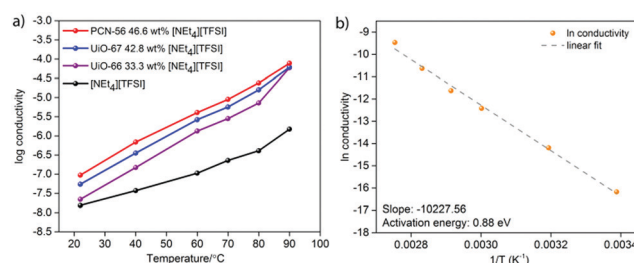 a)
PCN-56 46.6 wt% [NEt4][TFSI]
UiO-67 42.8 wt% [NEt4][TFSI]
UiO-66 33.3 wt% [NEt4][TFSI]
[NEt4][TFSI]
log conductivity
-3.0
-3.5
-4.0
-4.5
-5.0
-5.5
-6.0
-6.5
-7.0
-7.5
-8.0
-8.5
20 30 40 50 60 70 80 90 100
Temperature/°C
b)
In conductivity
linear fit
In conductivity
-9
-10
-11
-12
-13
-14
-15
-16
-17
-18
Slope: -10227.56
Activation energy: 0.88 eV
0.0028 0.0030 0.0032 0.0034
1/T (K-1)